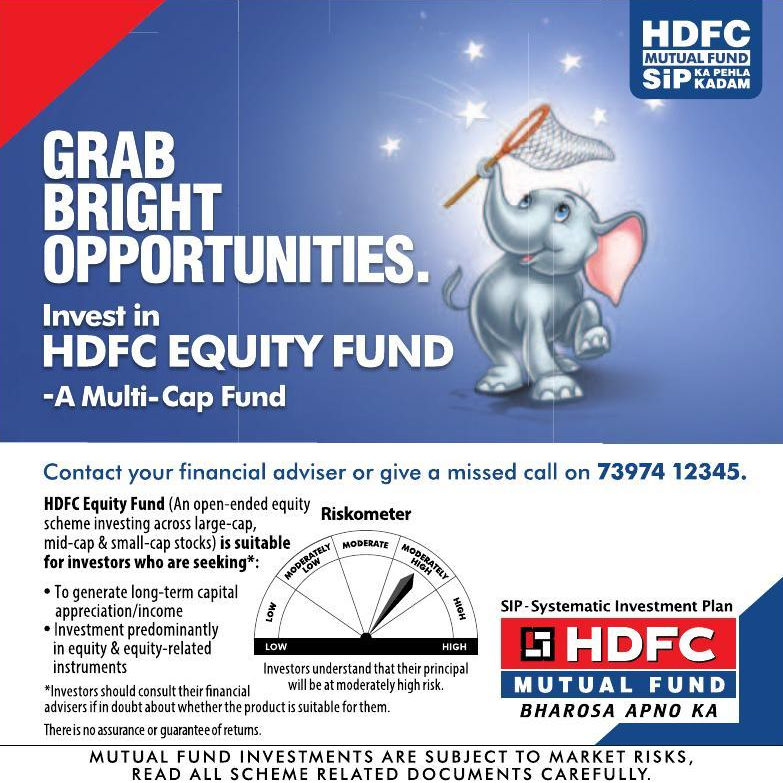 HDFC
MUTUAL FUND
SiP KA PEHLA
KADAM
GRAB
BRIGHT
OPPORTUNITIES.
Invest in
HDFC EQUITY FUND
-A Multi-Cap Fund
Contact your financial adviser or give a missed call on 73974 12345.
HDFC Equity Fund (An open-ended equity
scheme investing across large-cap,
mid-cap & small-cap stocks) is suitable
for investors who are seeking*:
• To generate long-term capital
appreciation/income
• Investment predominantly
in equity & equity-related
instruments
*Investors should consult their financial
advisers if in doubt about whether the product is suitable for them.
There is no assurance or guarantee of returns.
Riskometer
LOW
MODERATELY
LOW
MODERATE
MODERATELY
HIGH
HIGH
LOW HIGH
Investors understand that their principal
will be at moderately high risk.
SIP - Systematic Investment Plan
HDFC
MUTUAL FUND
BHAROSA APNO KA
MUTUAL FUND INVESTMENTS ARE SUBJECT TO MARKET RISKS,
READ ALL SCHEME RELATED DOCUMENTS CAREFULLY.